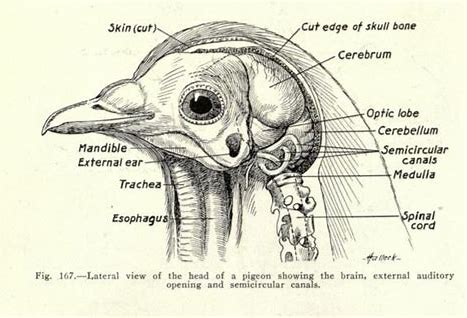 Skin (cut)
Cut edge of skull bone
Cerebrum
Optic lobe
Cerebellum
Mandible
Semicircular
canals
External ear
Medulla
Trachea
Esophagus
Spinal
cord
Hallock
Fig. 167.—Lateral view of the head of a pigeon showing the brain, external auditory
opening and semicircular canals.